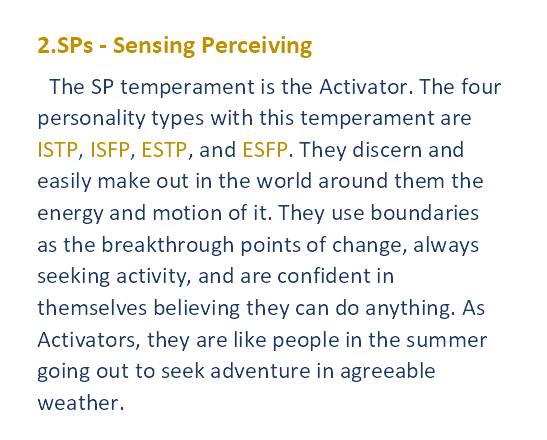 2.SPs - Sensing Perceiving
The SP temperament is the Activator. The four
personality types with this temperament are
ISTP, ISFP, ESTP, and ESFP. They discern and
easily make out in the world around them the
energy and motion of it. They use boundaries
as the breakthrough points of change, always
seeking activity, and are confident in
themselves believing they can do anything. As
Activators, they are like people in the summer
going out to seek adventure in agreeable
weather.